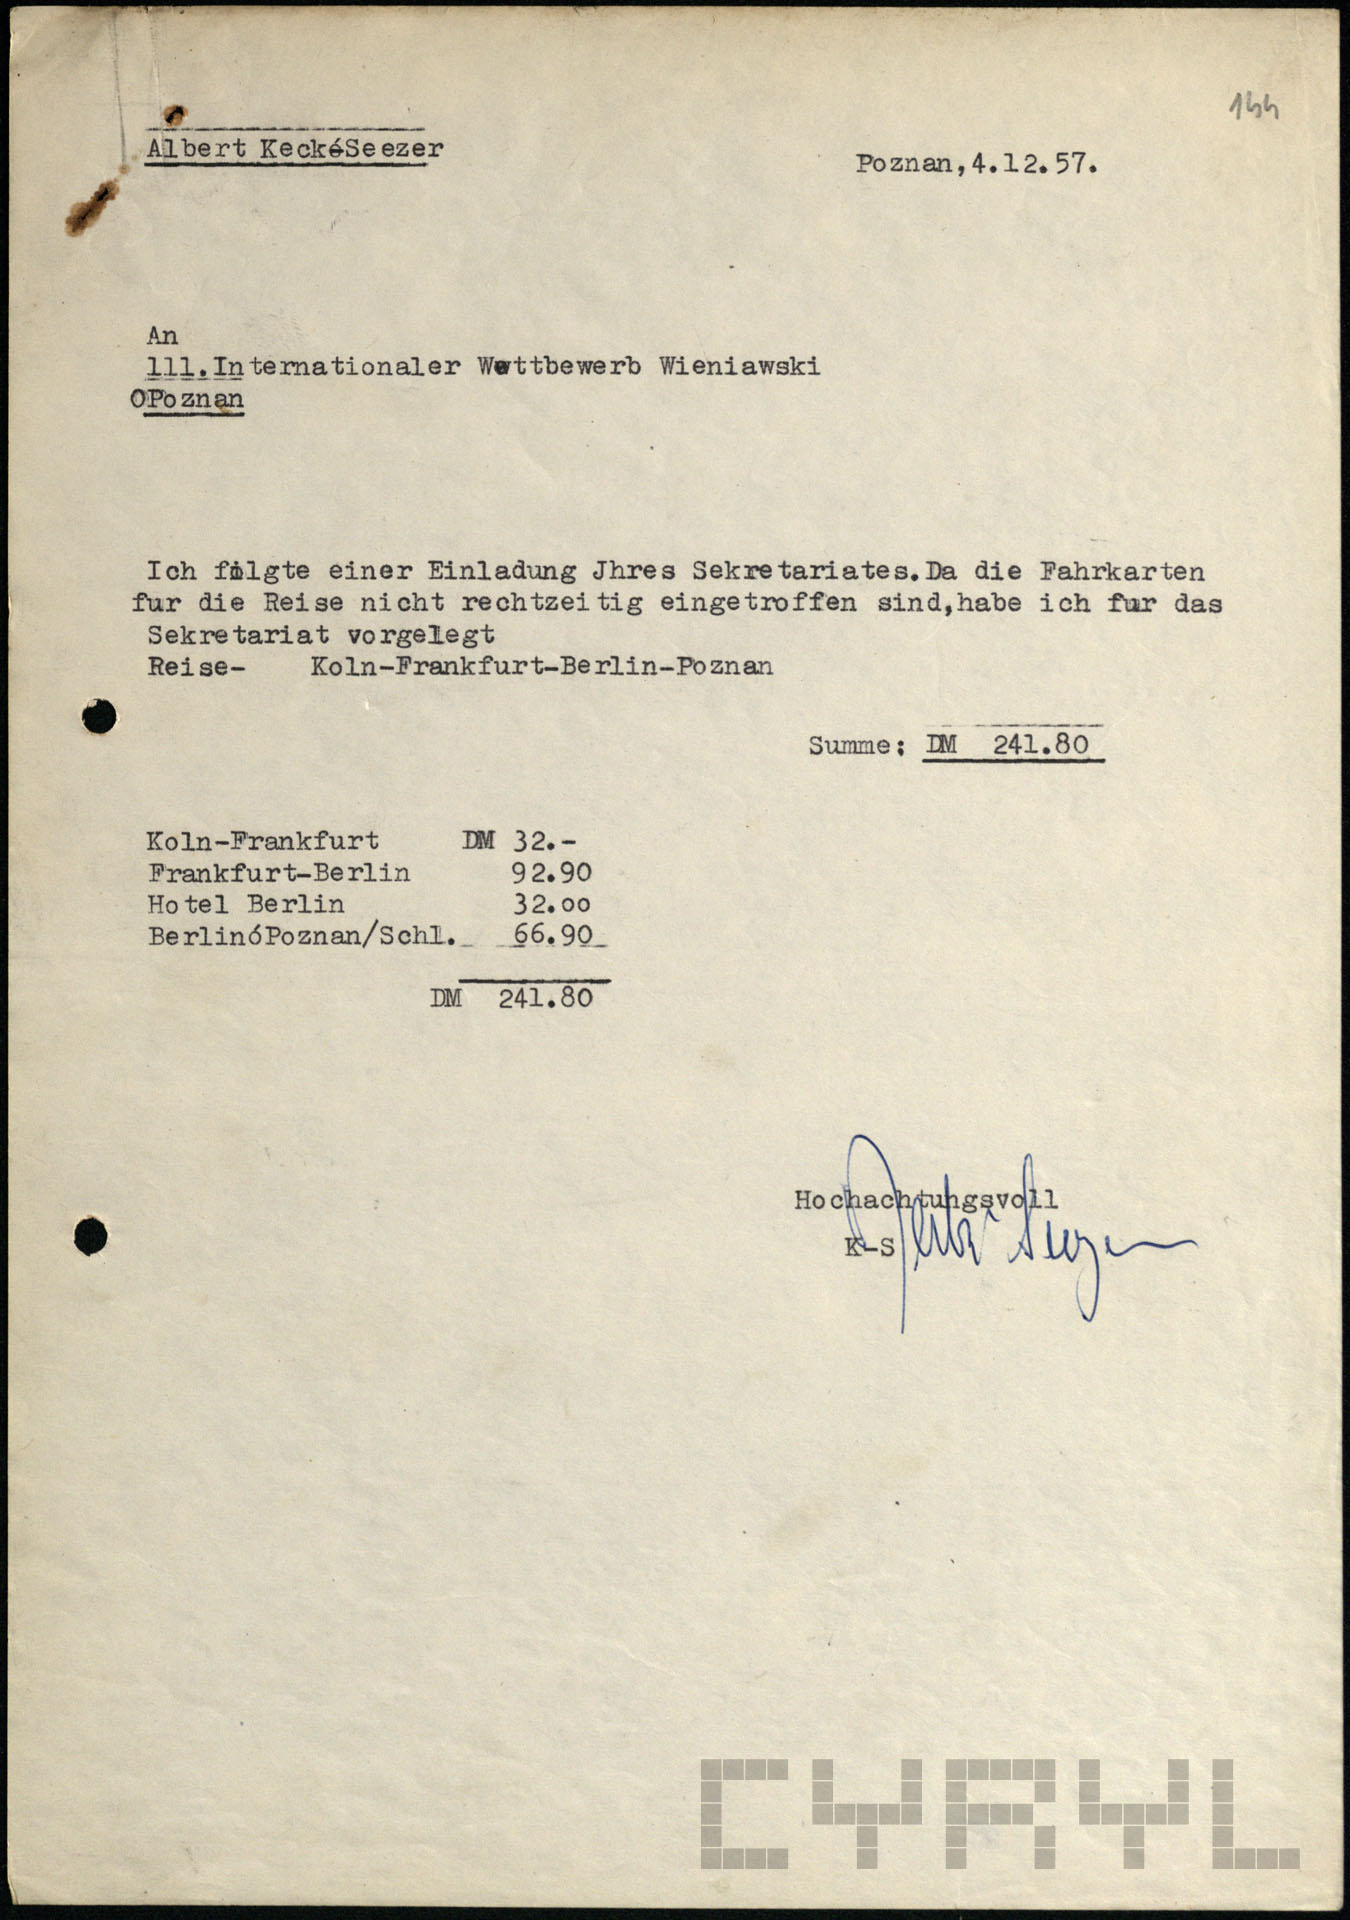 144
Albert KeckéSeezer
Poznan,4.12.57.
An
111.Internationaler Wettbewerb Wieniawski
OPoznan
Ich folgte einer Einladung Jhres Sekretariates.Da die Fahrkarten
fur die Reise nicht rechtzeitig eingetroffen sind,habe ich fur das
Sekretariat vorgelegt
Reise- Koln-Frankfurt-Berlin-Poznan
Summe: DM 241.80
Koln-Frankfurt DM 32.-
Frankfurt-Berlin 92.90
Hotel Berlin 32.00
BerlinóPoznan/Schl. 66.90
DM 241.80
Hochachtungsvoll
K-S
CYRYL